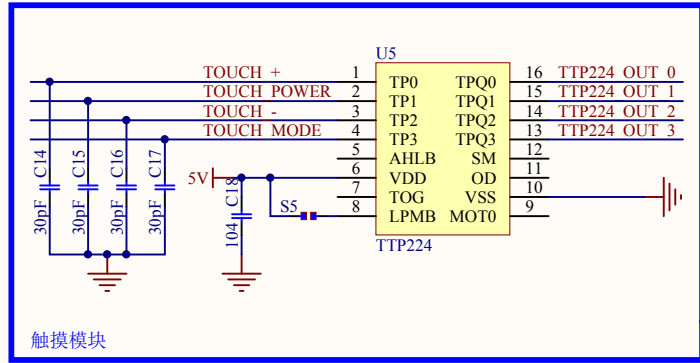 U5
TOUCH + 1 TP0 TPQ0 16 TTP224 OUT 0
TOUCH POWER 2 TP1 TPQ1 15 TTP224 OUT 1
TOUCH - 3 TP2 TPQ2 14 TTP224 OUT 2
TOUCH MODE 4 TP3 TPQ3 13 TTP224 OUT 3
5 AHLB SM 12
5V 6 VDD OD 11
7 TOG VSS 10
S5 8 LPMB MOT0 9
TTP224
C14 C15 C16 C17 C18
30pF 30pF 30pF 30pF 104
触摸模块